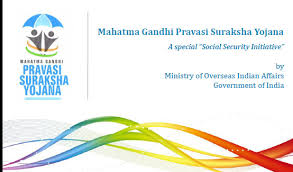 Mahatma Gandhi Pravasi Suraksha Yojana
A special "Social Security Initiative"
by
Ministry of Overseas Indian Affairs
Government of India
MAHATMA GANDHI
PRAVASI
SURAKSHA
YOJANA